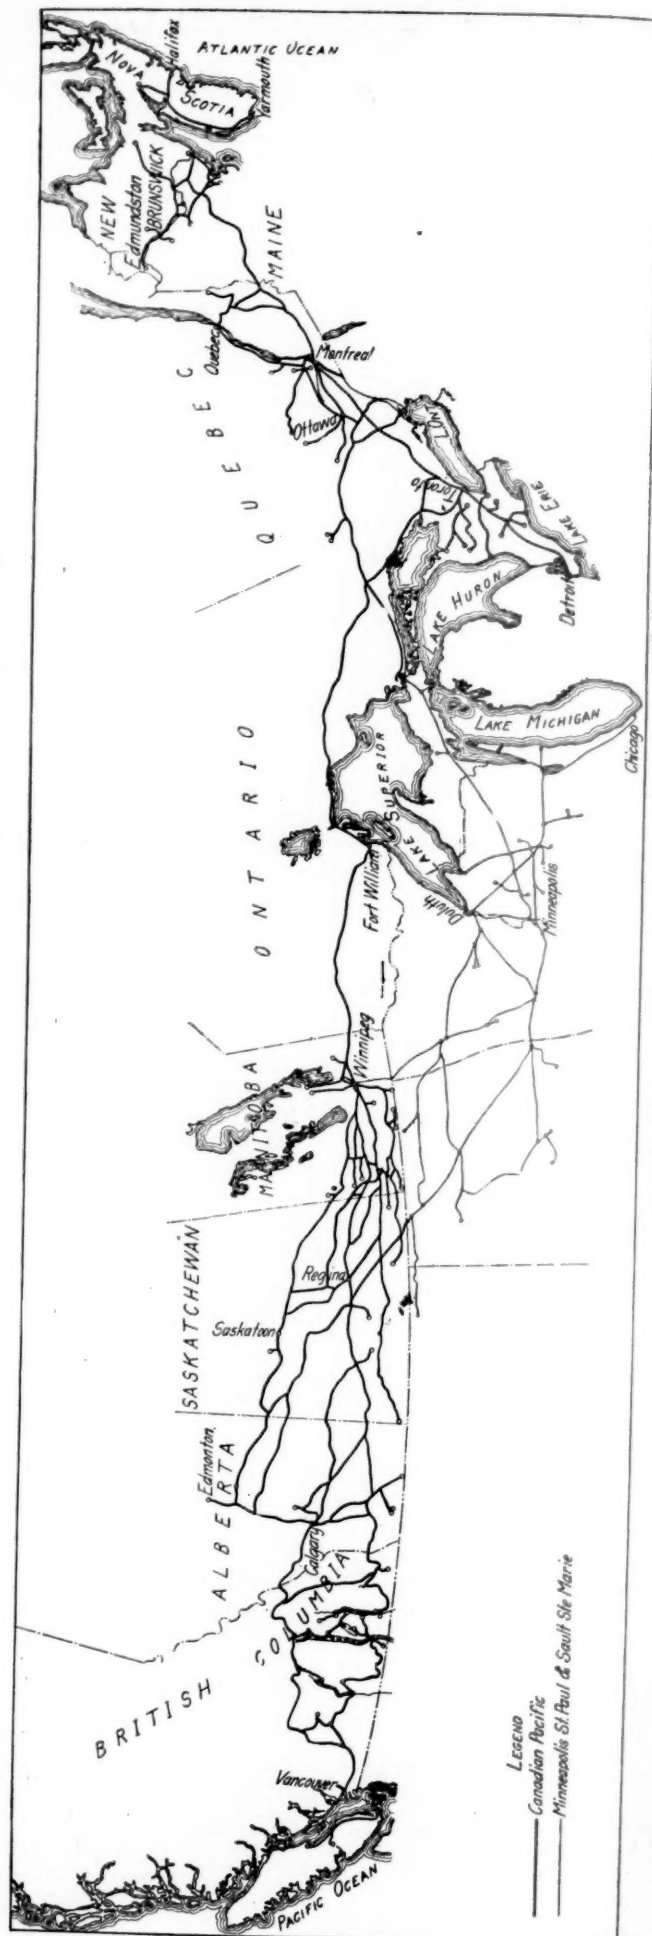 ATLANTIC OCEAN
Halifax
NOVA
SCOTIA
Yarmouth
NEW
BRUNSWICK
Edmundston
MAINE
Quebec
Montreal
QUEBEC
Ottawa
Toronto
ONT.
LAKE ERIE
LAKE HURON
Detroit
LAKE MICHIGAN
Chicago
LAKE SUPERIOR
ONTARIO
Fort William
Duluth
Minneapolis
Winnipeg
MANITOBA
SASKATCHEWAN
Regina
Saskatoon
Edmonton
ALBERTA
Calgary
BRITISH COLUMBIA
Vancouver
PACIFIC OCEAN
LEGEND
Canadian Pacific
Minneapolis St. Paul & Sault Ste Marie